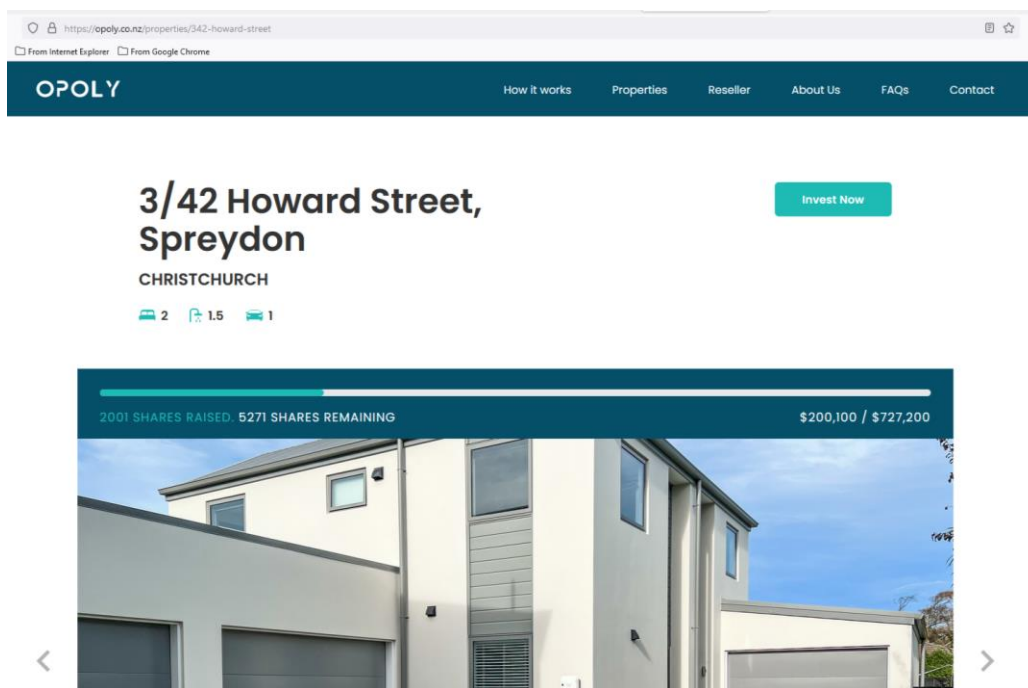 https://opoly.co.nz/properties/342-howard-street
From Internet Explorer From Google Chrome
OPOLY How it works Properties Reseller About Us FAQs Contact
3/42 Howard Street,
Spreydon
Invest Now
CHRISTCHURCH
2 1.5 1
2001 SHARES RAISED. 5271 SHARES REMAINING $200,100 / $727,200